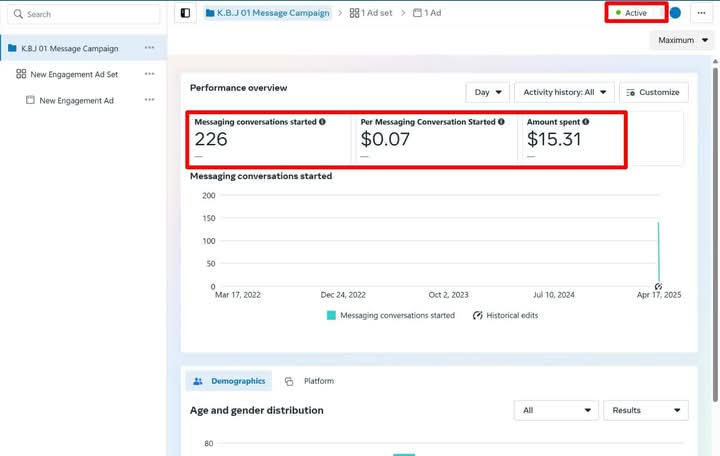 Search
K.B.J 01 Message Campaign
1 Ad set
1 Ad
Active
Maximum
K.B.J 01 Message Campaign
New Engagement Ad Set
New Engagement Ad
Performance overview
Day
Activity history: All
Customize
Messaging conversations started
Per Messaging Conversation Started
Amount spent
226
$0.07
$15.31
—
—
—
Messaging conversations started
200
150
100
50
0
Mar 17, 2022
Dec 24, 2022
Oct 2, 2023
Jul 10, 2024
Apr 17, 2025
Messaging conversations started
Historical edits
Demographics
Platform
Age and gender distribution
All
Results
80